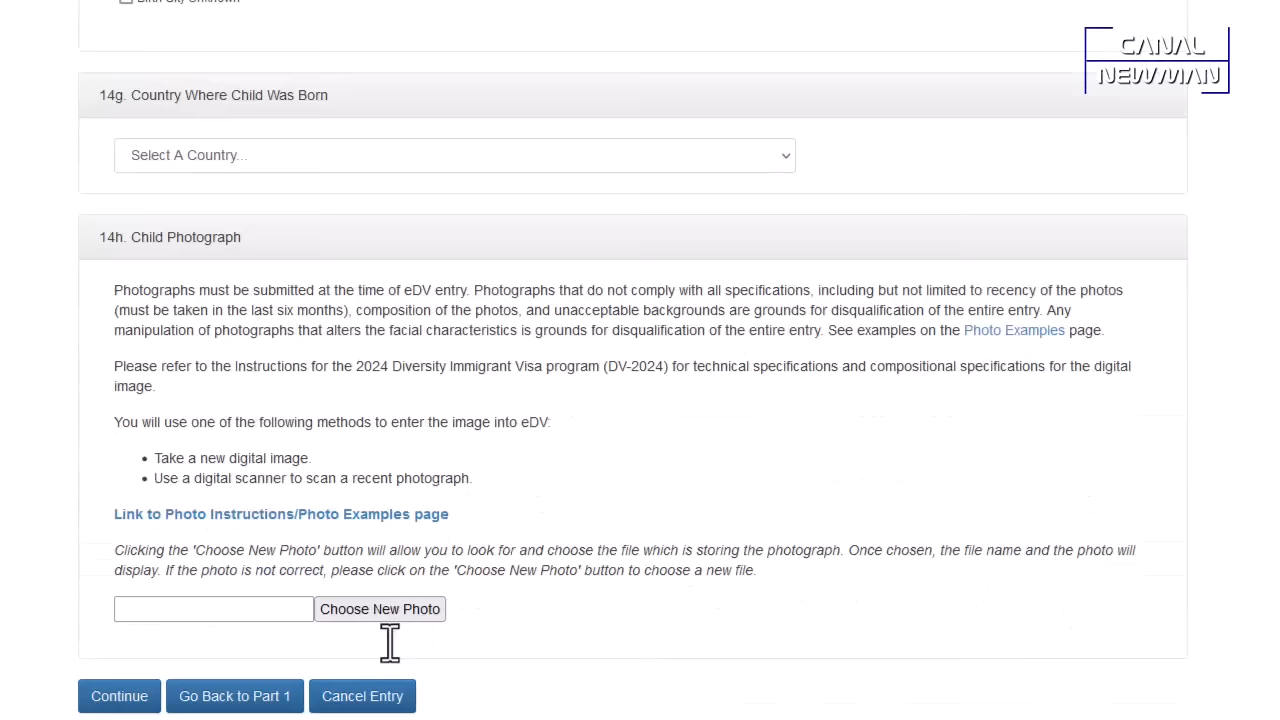 Birth City Unknown
CANAL
NEWMAN
14g. Country Where Child Was Born
Select A Country...
14h. Child Photograph
Photographs must be submitted at the time of eDV entry. Photographs that do not comply with all specifications, including but not limited to recency of the photos
(must be taken in the last six months), composition of the photos, and unacceptable backgrounds are grounds for disqualification of the entire entry. Any
manipulation of photographs that alters the facial characteristics is grounds for disqualification of the entire entry. See examples on the Photo Examples page.
Please refer to the Instructions for the 2024 Diversity Immigrant Visa program (DV-2024) for technical specifications and compositional specifications for the digital
image.
You will use one of the following methods to enter the image into eDV:
• Take a new digital image.
• Use a digital scanner to scan a recent photograph.
Link to Photo Instructions/Photo Examples page
Clicking the 'Choose New Photo' button will allow you to look for and choose the file which is storing the photograph. Once chosen, the file name and the photo will
display. If the photo is not correct, please click on the 'Choose New Photo' button to choose a new file.
Choose New Photo
Continue
Go Back to Part 1
Cancel Entry